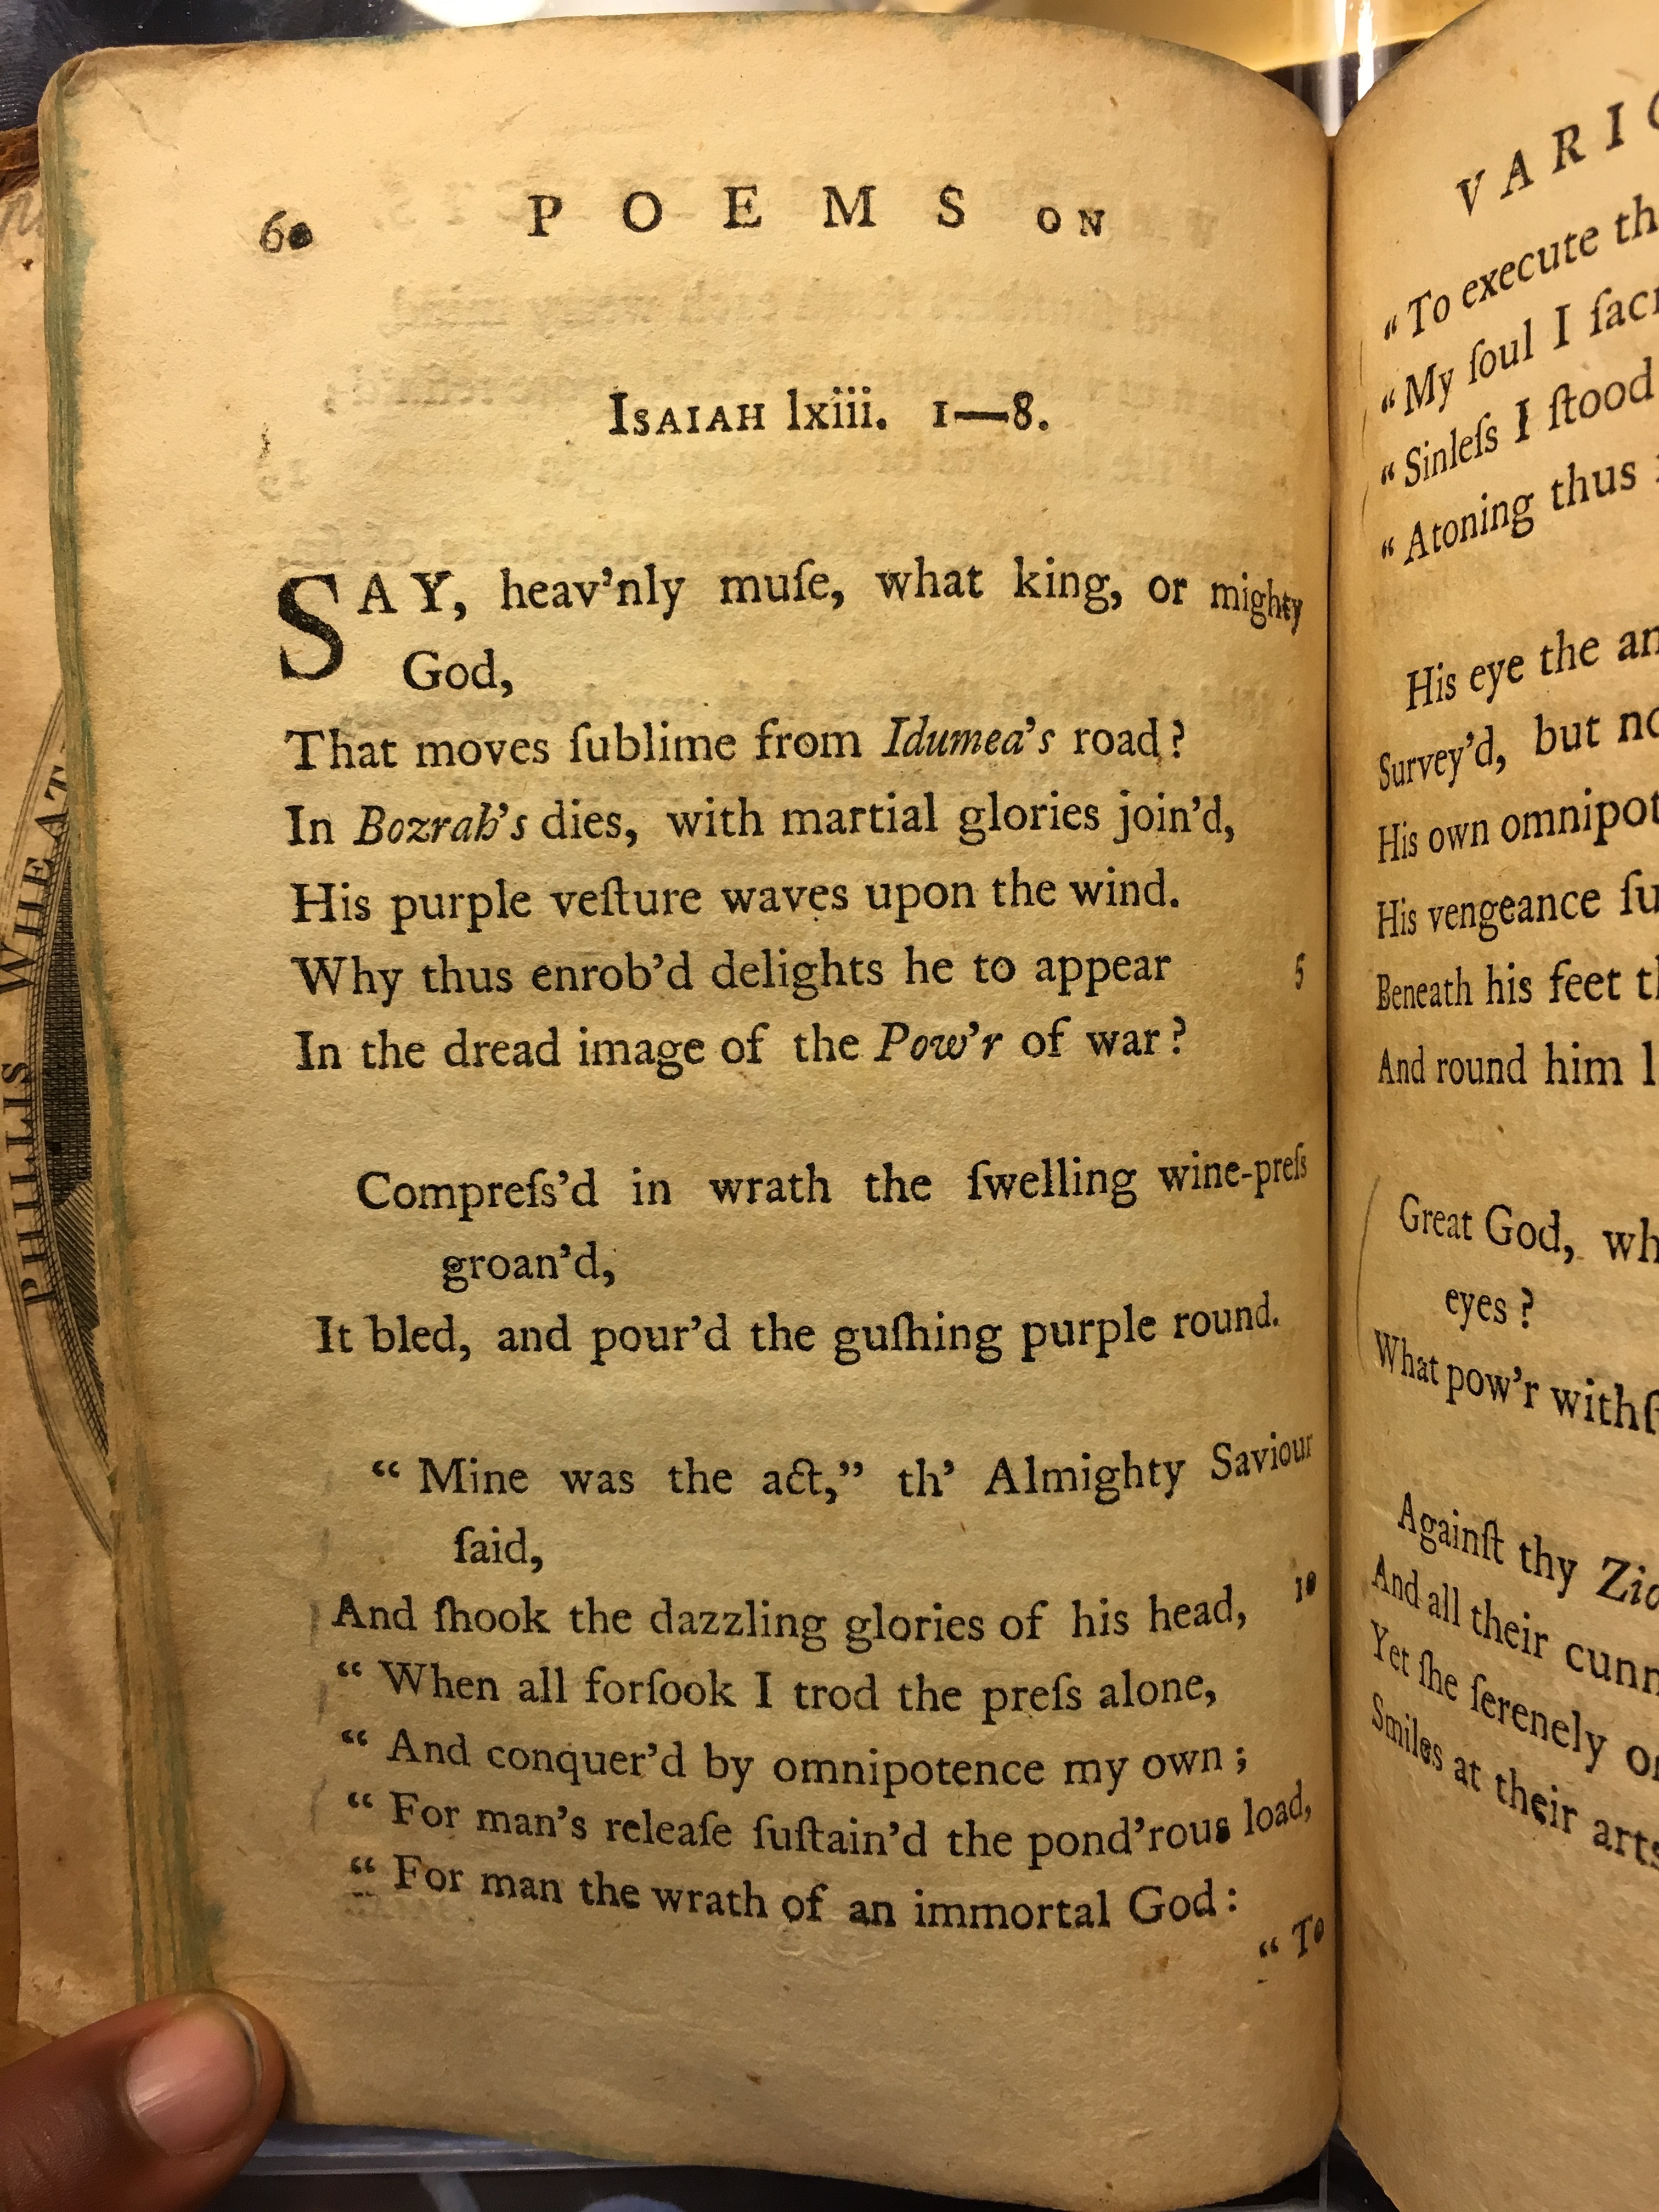 PHILLIS WHEAT
60 POEMS ON
ISAIAH lxiii. 1—8.
SAY, heav'nly muſe, what king, or mighty
God,
That moves ſublime from Idumea's road?
In Bozrah's dies, with martial glories join'd,
His purple veſture waves upon the wind.
Why thus enrob'd delights he to appear 5
In the dread image of the Pow'r of war?
Compreſs'd in wrath the ſwelling wine-preſs
groan'd,
It bled, and pour'd the guſhing purple round.
“ Mine was the act,” th' Almighty Saviour
ſaid,
And ſhook the dazzling glories of his head, 10
“ When all forſook I trod the preſs alone,
“ And conquer'd by omnipotence my own;
“ For man's releaſe ſuſtain'd the pond'rous load,
“ For man the wrath of an immortal God:
“ To
VARIO
“ To execute th
“ My ſoul I ſacr
“ Sinleſs I ſtood
“ Atoning thus
His eye the am
Survey'd, but no
His own omnipot
His vengeance ſu
Beneath his feet th
And round him l
Great God, wh
eyes?
What pow'r withſ
Againſt thy Zio
And all their cunn
Yet ſhe ſerenely
Smiles at their arts